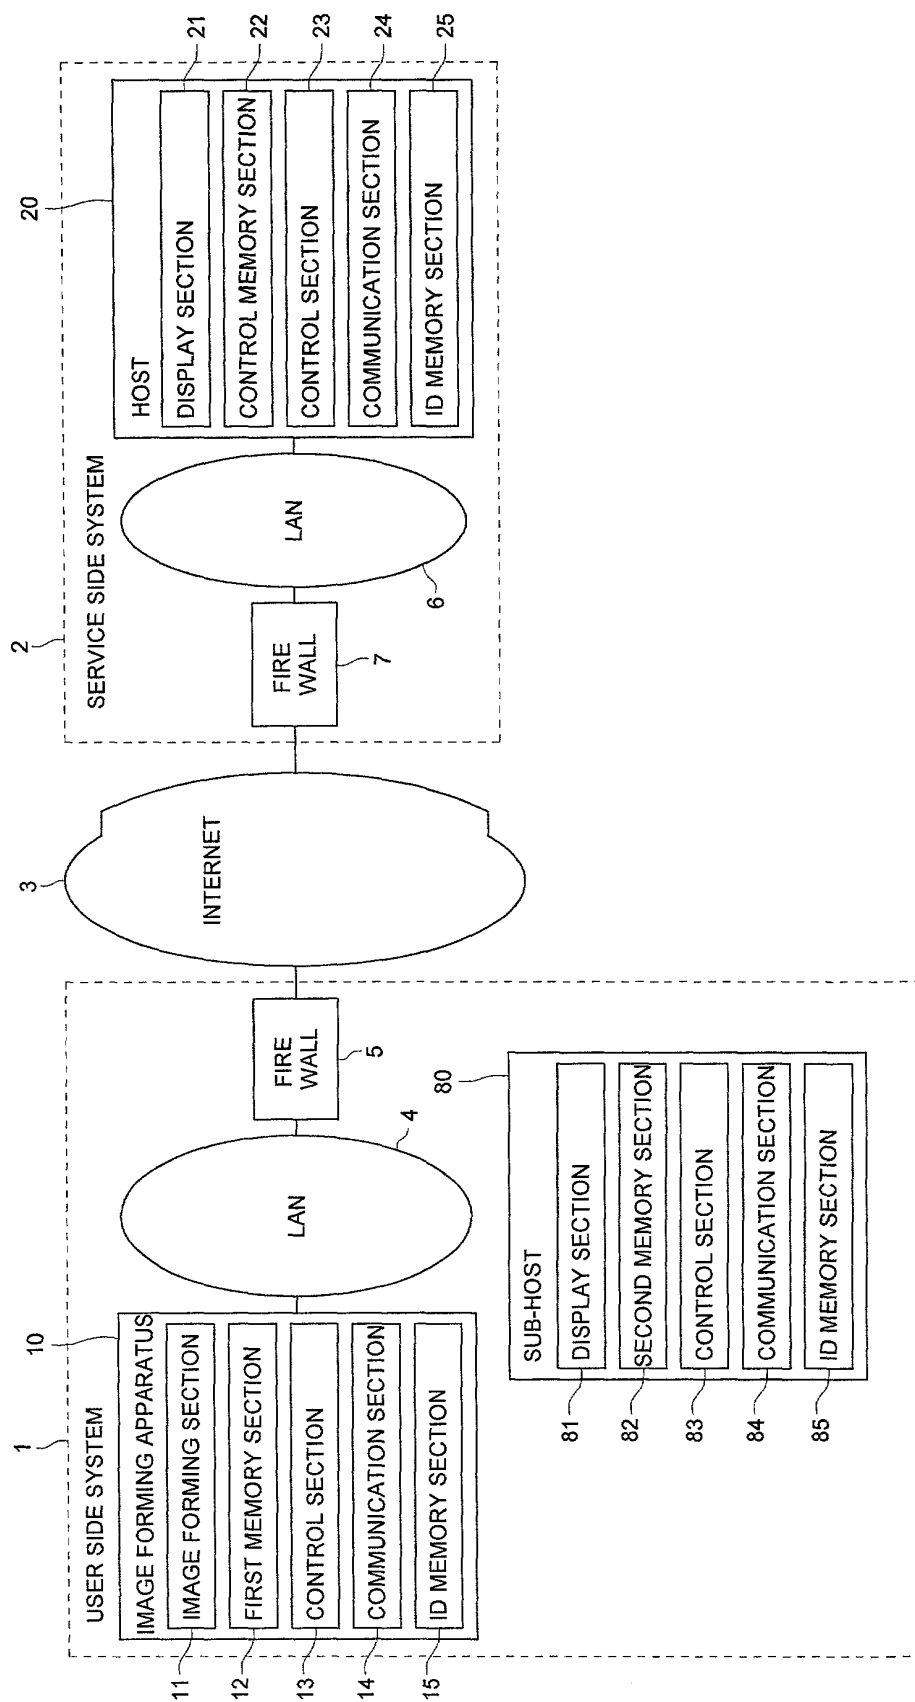 1
USER SIDE SYSTEM
10
IMAGE FORMING APPARATUS
11
IMAGE FORMING SECTION
12
FIRST MEMORY SECTION
13
CONTROL SECTION
14
COMMUNICATION SECTION
15
ID MEMORY SECTION
LAN
4
FIRE
WALL
5
80
SUB-HOST
81
DISPLAY SECTION
82
SECOND MEMORY SECTION
83
CONTROL SECTION
84
COMMUNICATION SECTION
85
ID MEMORY SECTION
3
INTERNET
2
SERVICE SIDE SYSTEM
FIRE
WALL
7
LAN
6
20
HOST
DISPLAY SECTION
21
CONTROL MEMORY SECTION
22
CONTROL SECTION
23
COMMUNICATION SECTION
24
ID MEMORY SECTION
25